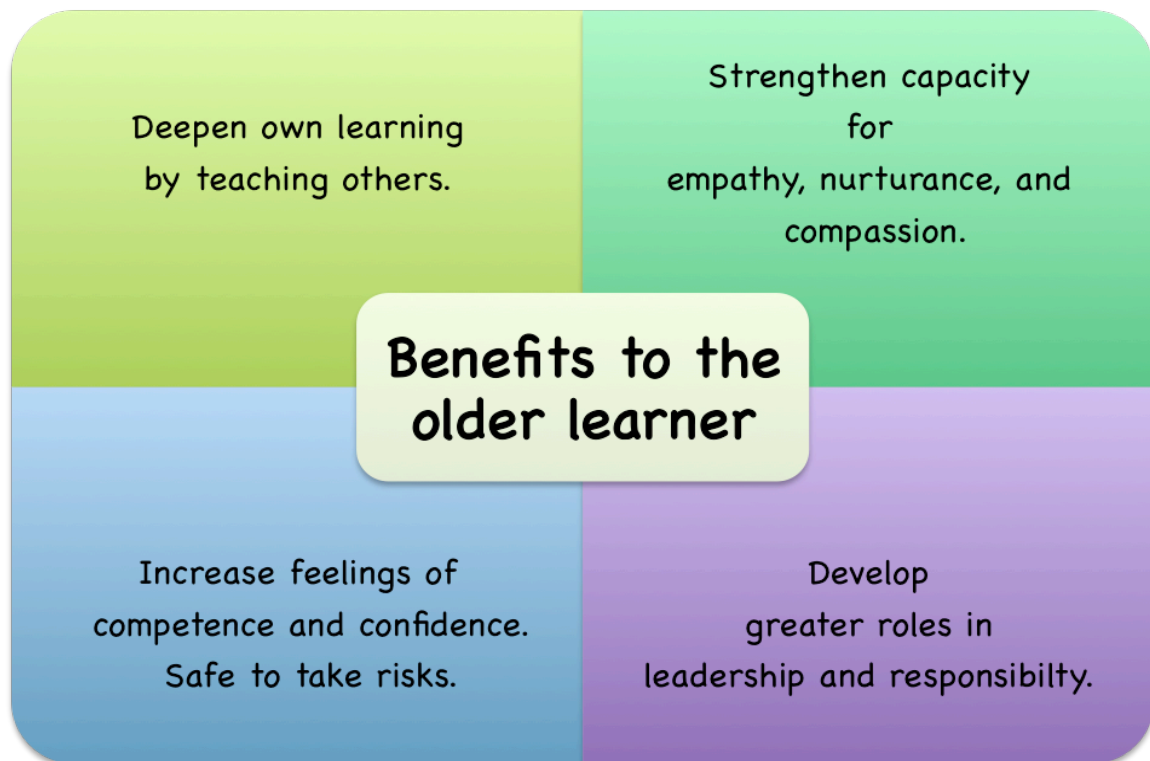 Deepen own learning
by teaching others.
Strengthen capacity
for
empathy, nurturance, and
compassion.
Benefits to the
older learner
Increase feelings of
competence and confidence.
Safe to take risks.
Develop
greater roles in
leadership and responsibilty.